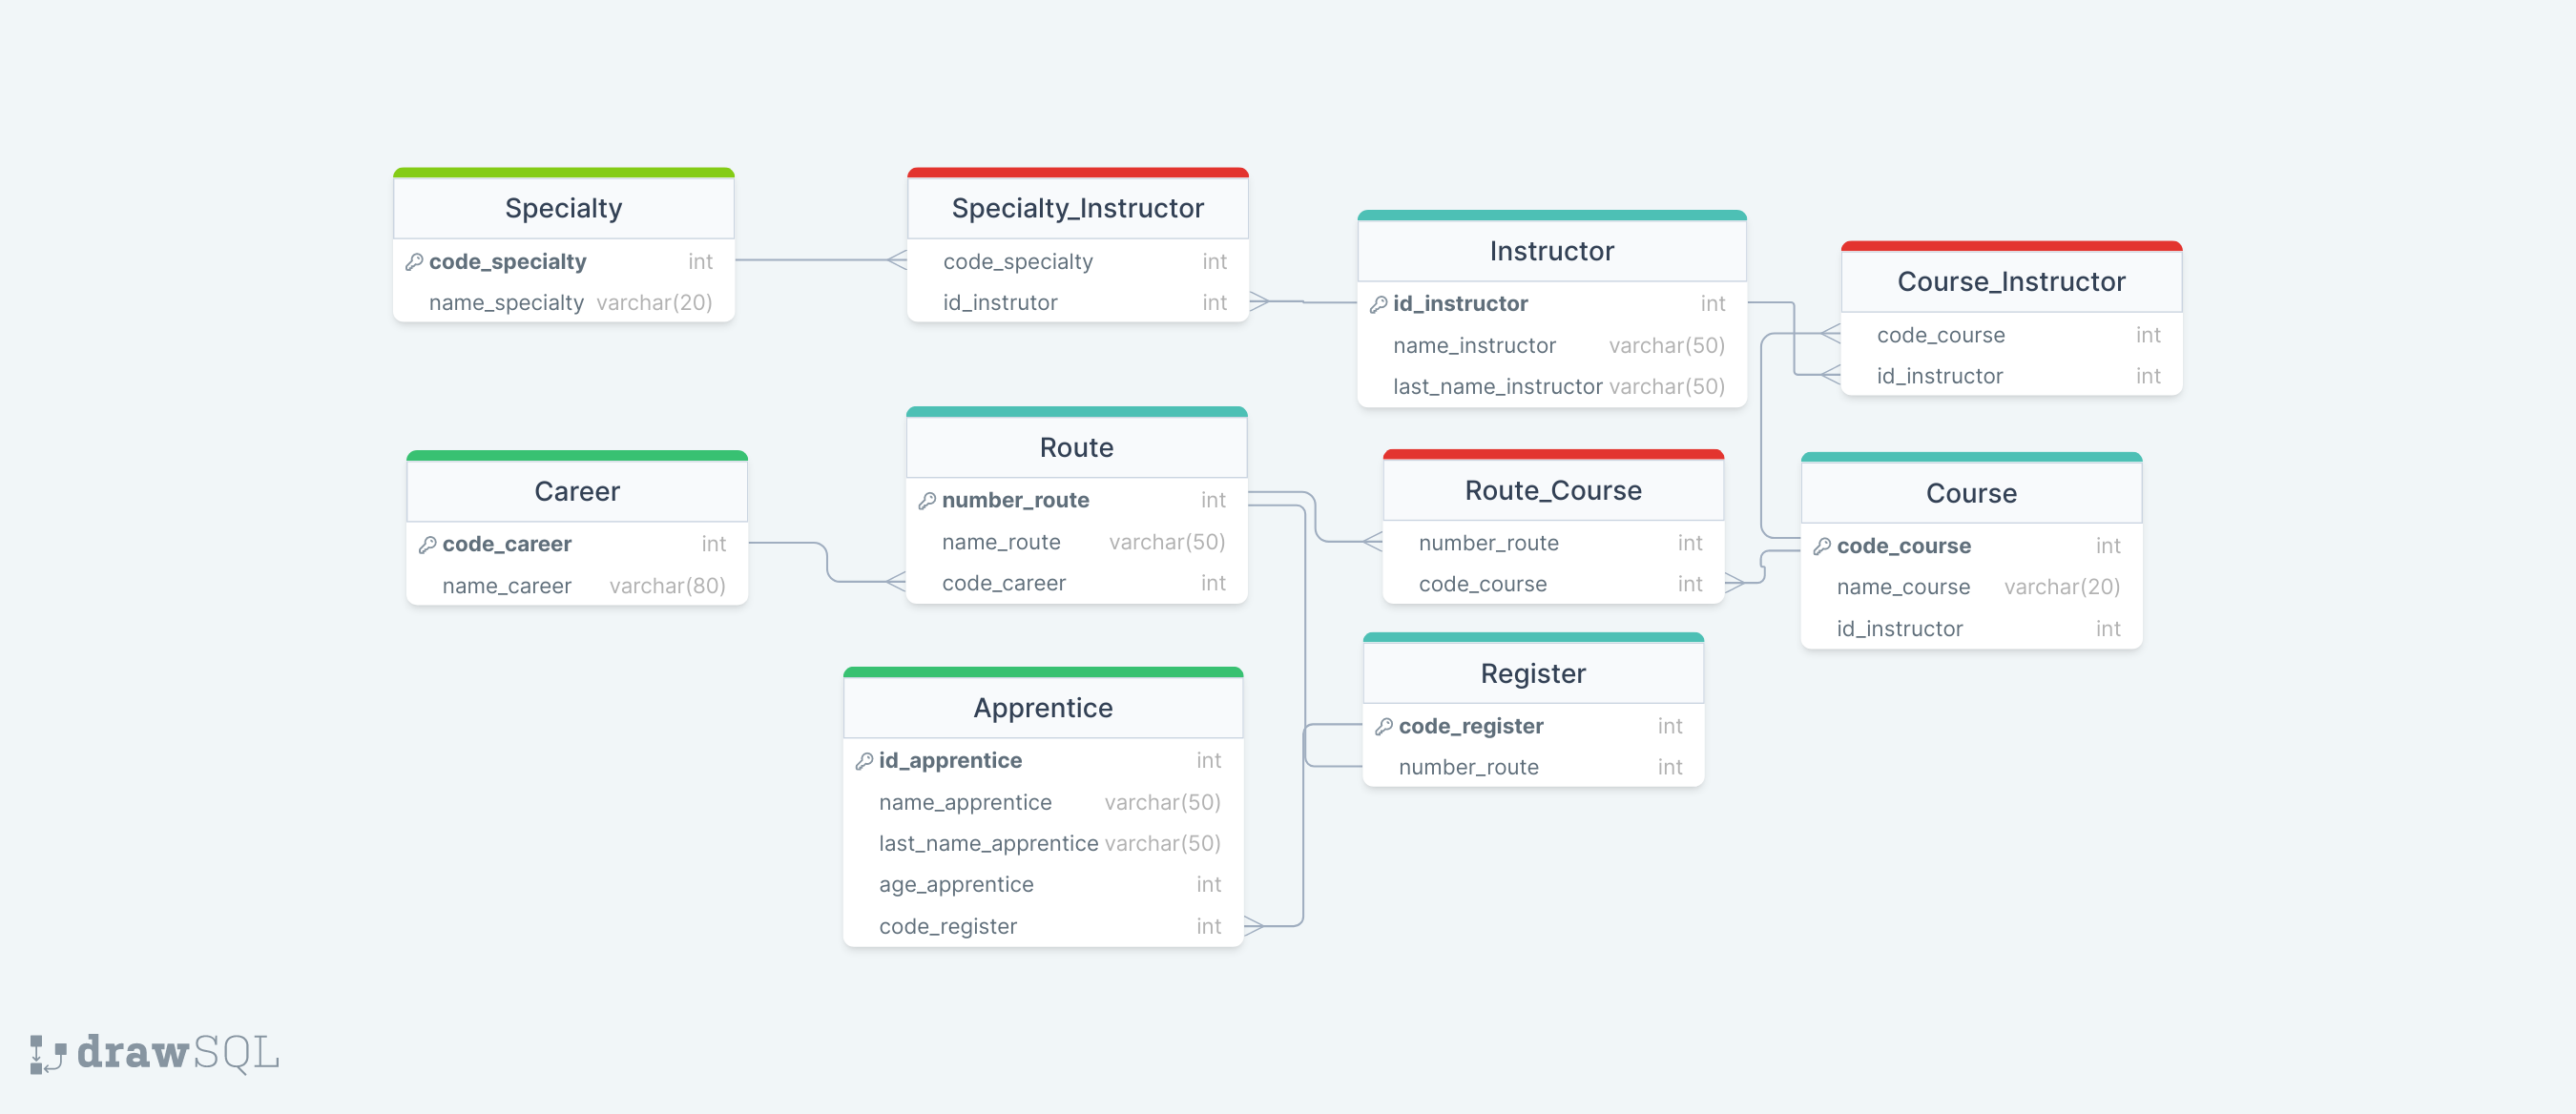 Specialty
code_specialty int
name_specialty varchar(20)
Specialty_Instructor
code_specialty int
id_instrutor int
Instructor
id_instructor int
name_instructor varchar(50)
last_name_instructor varchar(50)
Course_Instructor
code_course int
id_instructor int
Career
code_career int
name_career varchar(80)
Route
number_route int
name_route varchar(50)
code_career int
Route_Course
number_route int
code_course int
Course
code_course int
name_course varchar(20)
id_instructor int
Apprentice
id_apprentice int
name_apprentice varchar(50)
last_name_apprentice varchar(50)
age_apprentice int
code_register int
Register
code_register int
number_route int
drawSQL